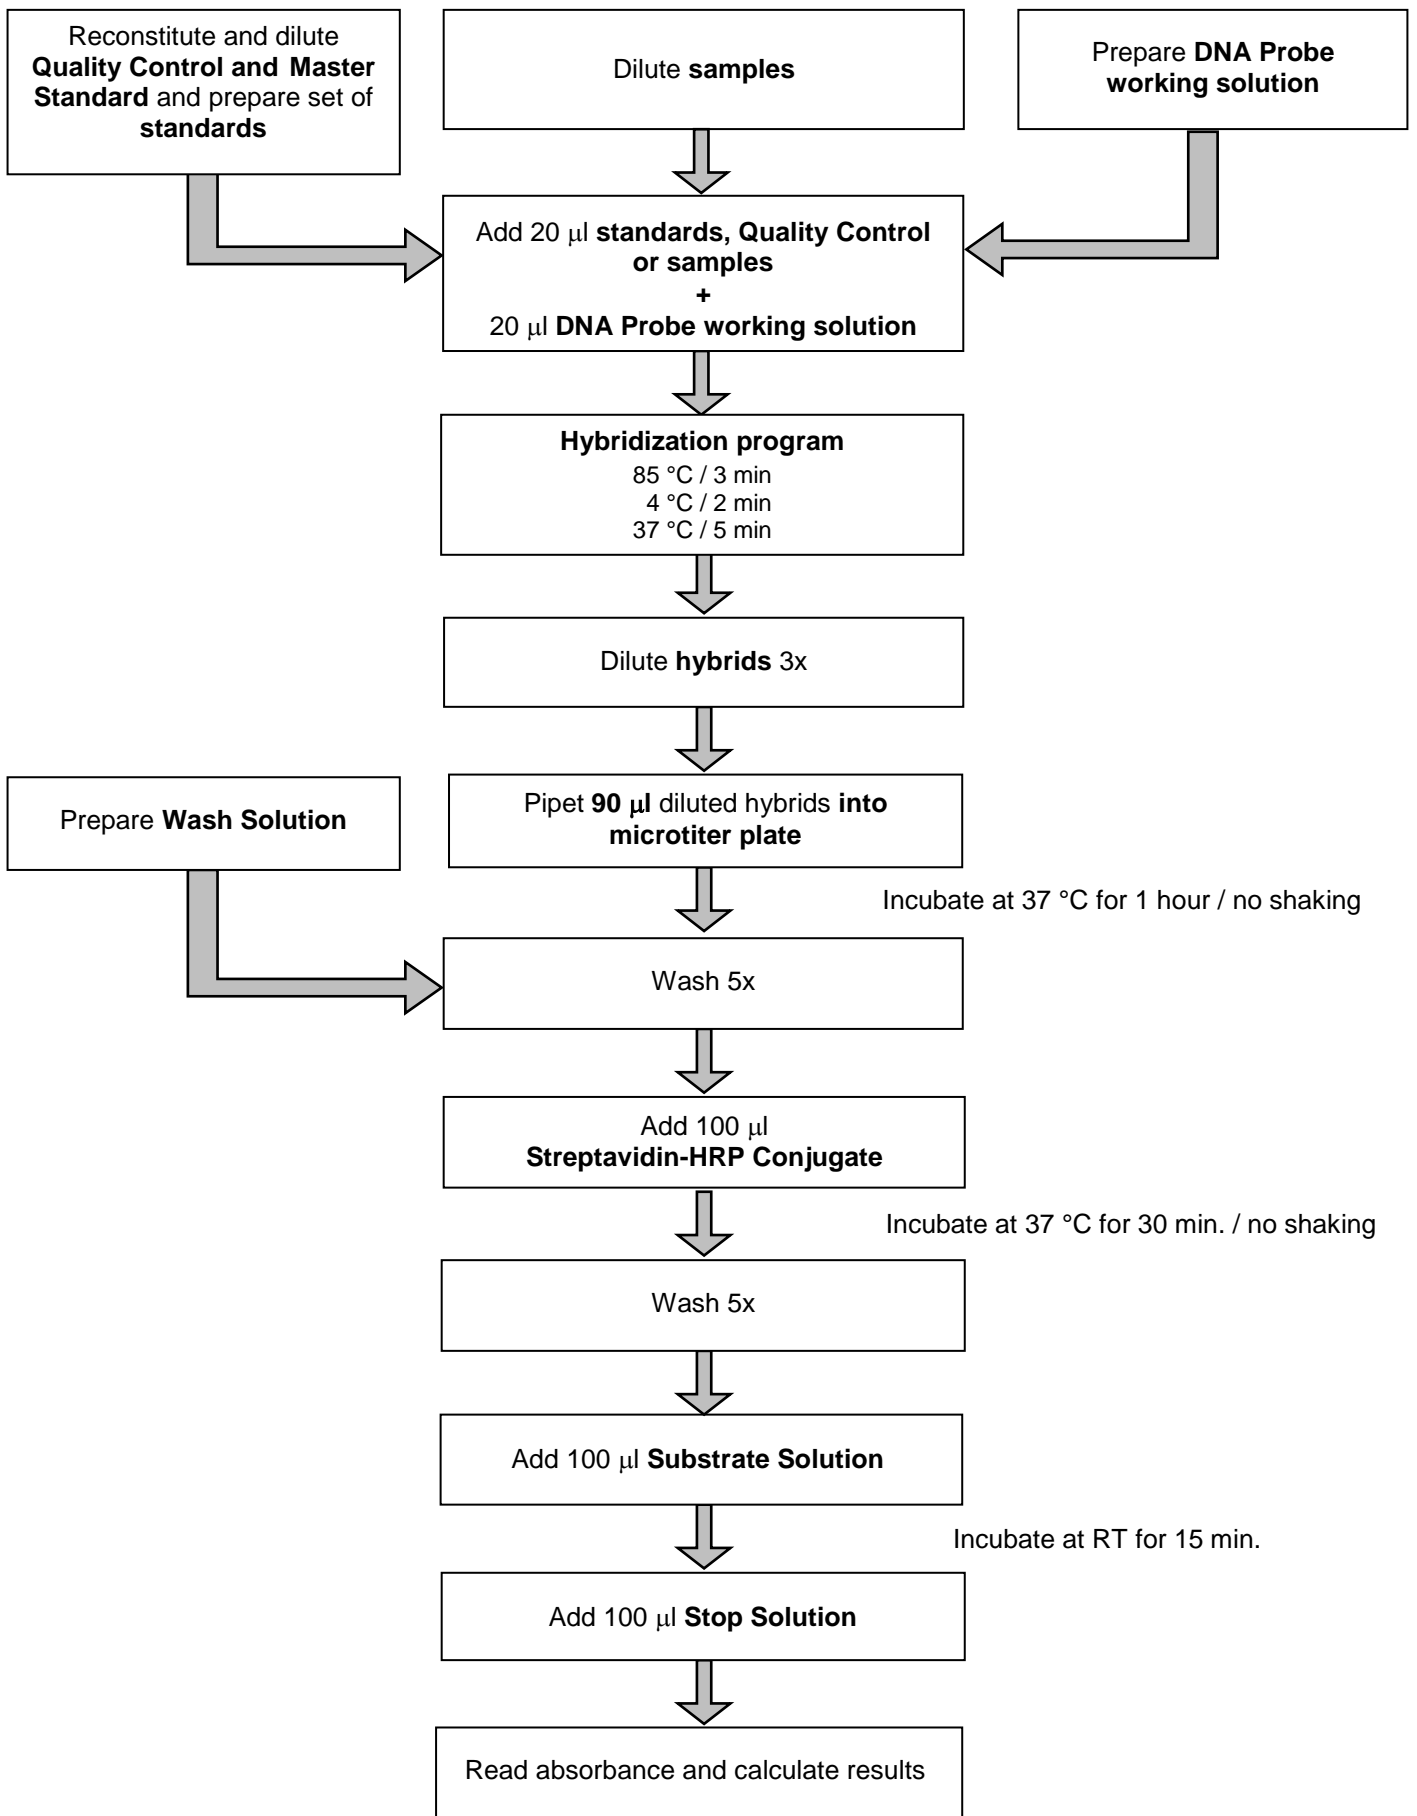 Reconstitute and dilute
Quality Control and Master
Standard and prepare set of
standards
Dilute samples
Prepare DNA Probe
working solution
Add 20 μl standards, Quality Control
or samples
+
20 μl DNA Probe working solution
Hybridization program
85 °C / 3 min
4 °C / 2 min
37 °C / 5 min
Dilute hybrids 3x
Prepare Wash Solution
Pipet 90 μl diluted hybrids into
microtiter plate
Incubate at 37 °C for 1 hour / no shaking
Wash 5x
Add 100 μl
Streptavidin-HRP Conjugate
Incubate at 37 °C for 30 min. / no shaking
Wash 5x
Add 100 μl Substrate Solution
Incubate at RT for 15 min.
Add 100 μl Stop Solution
Read absorbance and calculate results